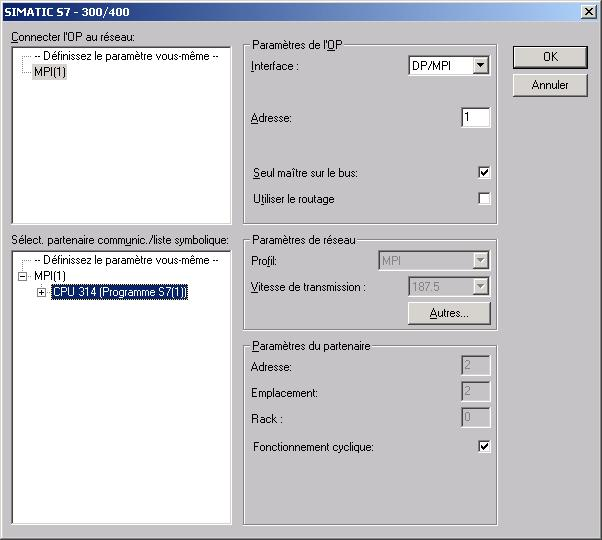 SIMATIC S7 - 300/400
Connecter l'OP au réseau:
-- Définissez le paramètre vous-même --
MPI(1)
Paramètres de l'OP
Interface :
DP/MPI
Adresse:
1
Seul maître sur le bus:
Utiliser le routage
OK
Annuler
Sélect. partenaire communic./liste symbolique:
-- Définissez le paramètre vous-même --
MPI(1)
CPU 314 (Programme S7(1))
Paramètres de réseau
Profil:
MPI
Vitesse de transmission :
187.5
Autres...
Paramètres du partenaire
Adresse:
2
Emplacement:
2
Rack :
0
Fonctionnement cyclique: